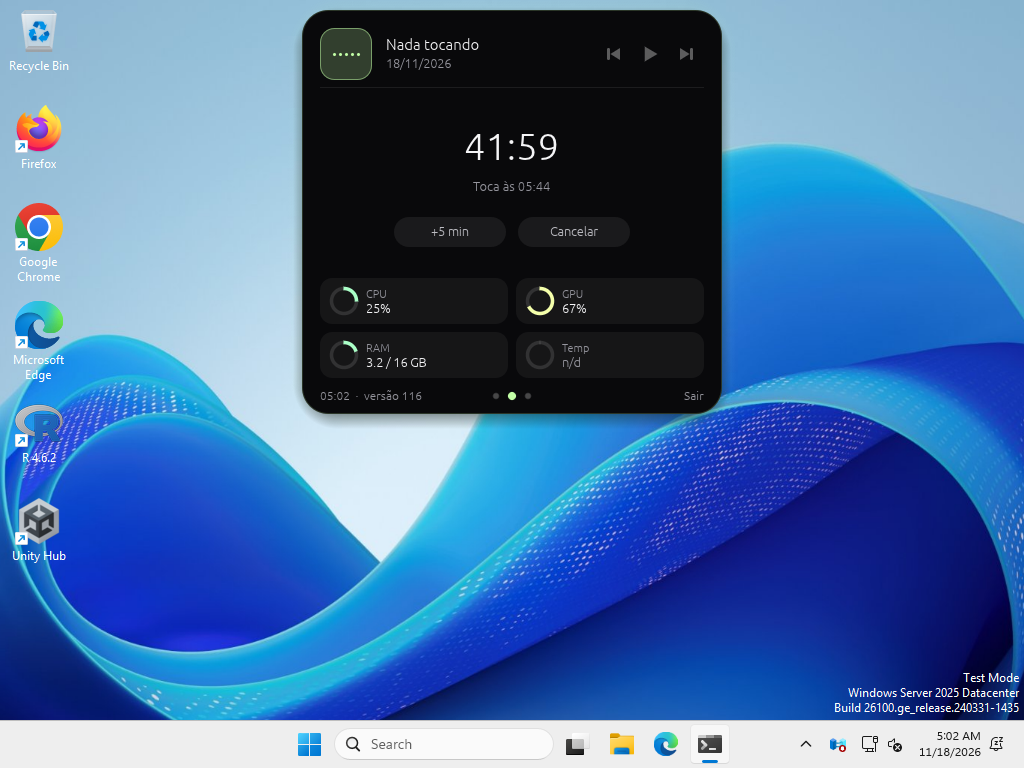 Recycle Bin
Firefox
Google
Chrome
Microsoft
Edge
R 4.6.2
Unity Hub
Nada tocando
18/11/2026
41:59
Toca às 05:44
+5 min
Cancelar
CPU
25%
GPU
67%
RAM
3.2 / 16 GB
Temp
n/d
05:02 · versão 116
Sair
Test Mode
Windows Server 2025 Datacenter
Build 26100.ge_release.240331-1435
Search
5:02 AM
11/18/2026